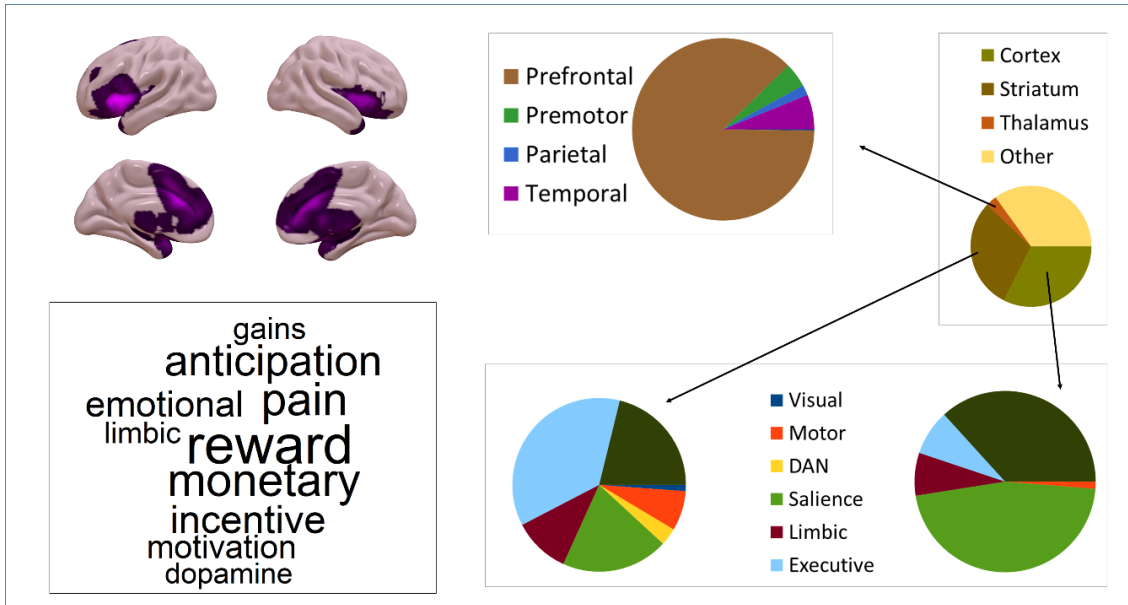 Prefrontal
Premotor
Parietal
Temporal
Cortex
Striatum
Thalamus
Other
gains
anticipation
emotional pain
limbic
reward
monetary
incentive
motivation
dopamine
Visual
Motor
DAN
Salience
Limbic
Executive